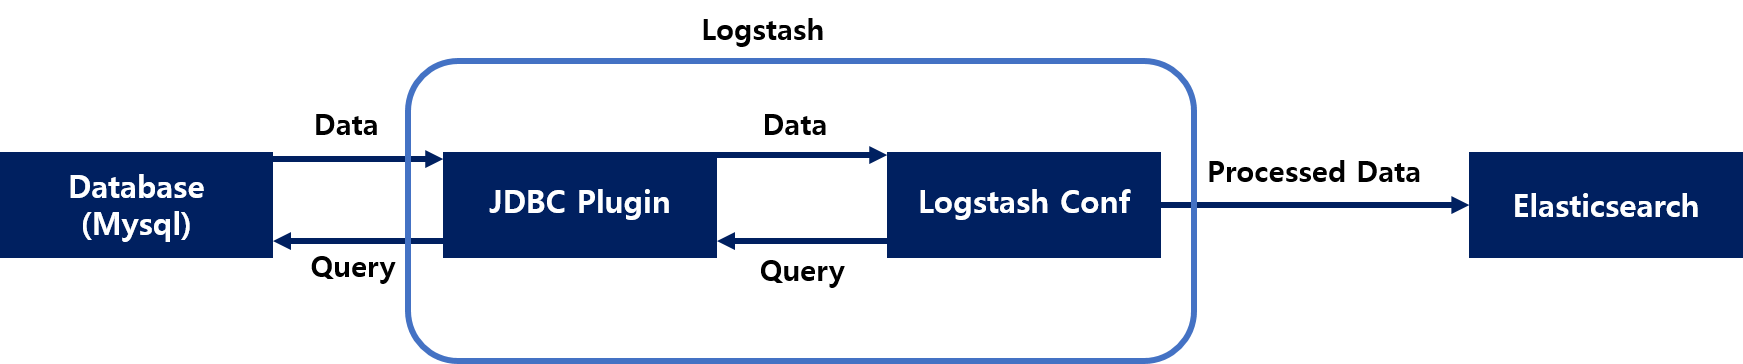 Logstash
Data
Data
Database
(Mysql)
JDBC Plugin
Logstash Conf
Processed Data
Elasticsearch
Query
Query